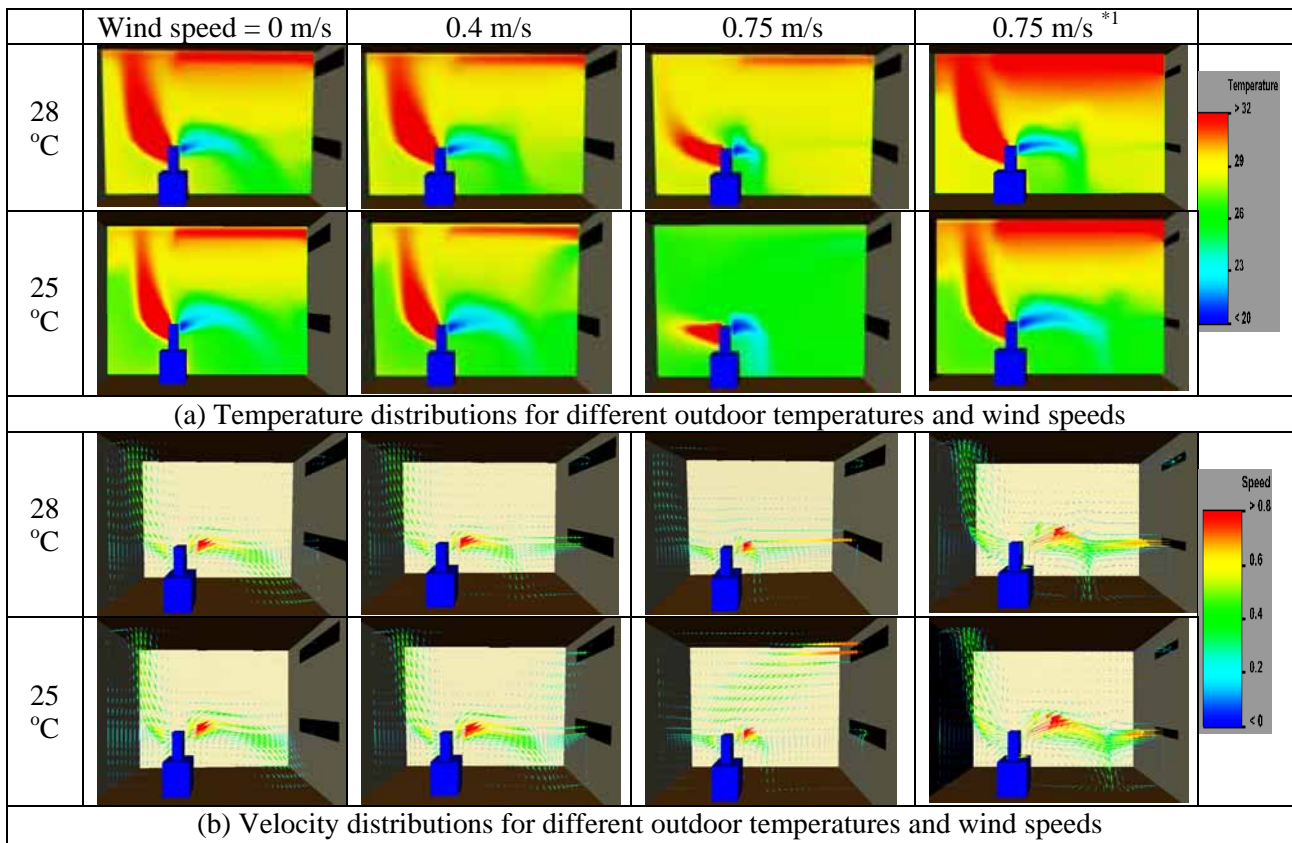 Wind speed = 0 m/s 0.4 m/s 0.75 m/s 0.75 m/s *1
28
°C
Temperature
> 32
29
26
23
< 20
25
°C
(a) Temperature distributions for different outdoor temperatures and wind speeds
28
°C
Speed
> 0.8
0.6
0.4
0.2
< 0
25
°C
(b) Velocity distributions for different outdoor temperatures and wind speeds